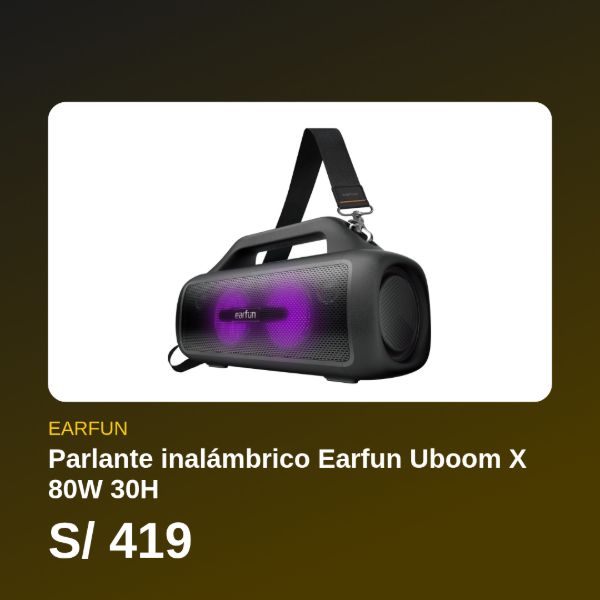 earfun
EARFUN
Parlante inalámbrico Earfun Uboom X
80W 30H
S/ 419